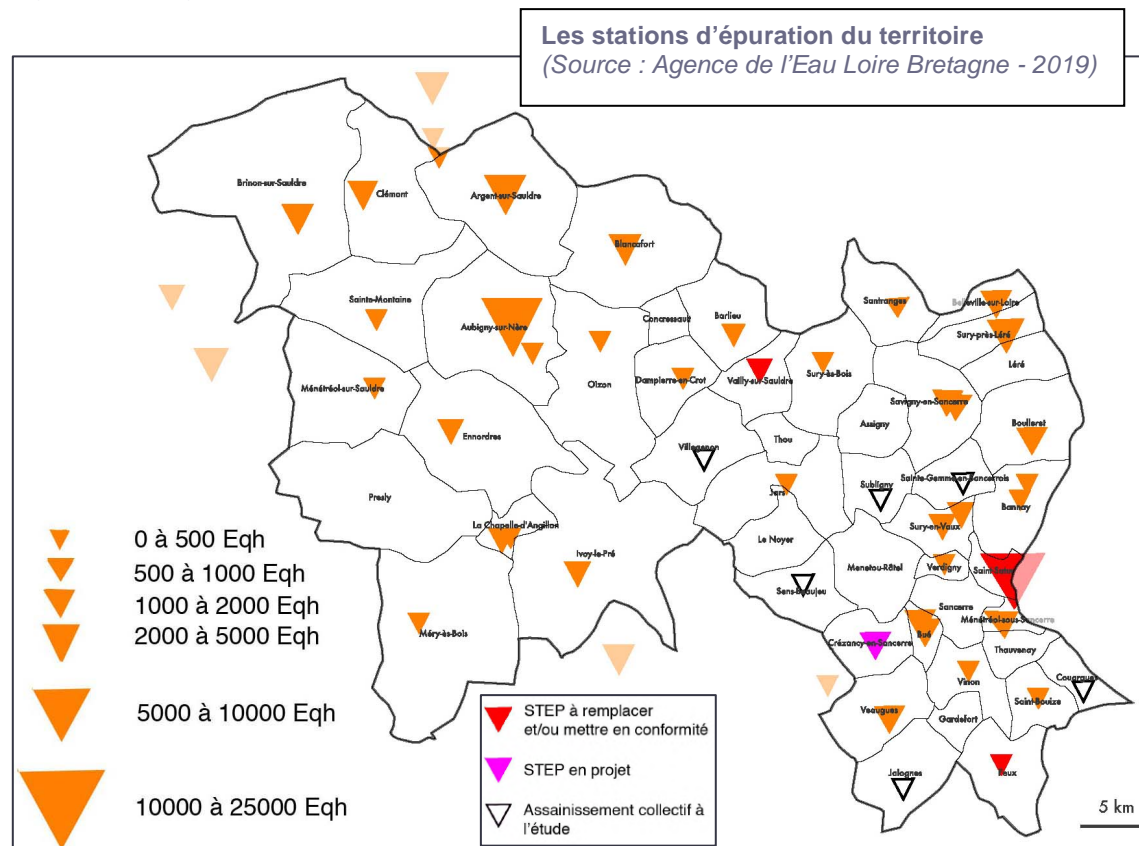 Les stations d'épuration du territoire
(Source : Agence de l'Eau Loire Bretagne - 2019)
Brinon-sur-Sauldre
Clémont
Argent-sur-Sauldre
Blancafort
Sainte-Montaine
Aubigny-sur-Nère
Concressault
Barlieu
Santranges
Belleville-sur-Loire
Sury-près-Léré
Léré
Ménétréol-sur-Sauldre
Oizon
Dampierre-en-Crot
Vailly-sur-Sauldre
Sury-ès-Bois
Savigny-en-Sancerre
Assigny
Boulleret
Ennordres
Villegenon
Thou
Subligny
Sainte-Gemme-en-Sancerrois
Presly
Jars
Bannay
La Chapelle-d'Angillon
Le Noyer
Sury-en-Vaux
Ivoy-le-Pré
Menetou-Râtel
Verdigny
Saint-Satur
Sens-Beaujeu
Sancerre
Méry-ès-Bois
Crézancy-en-Sancerre
Bué
Ménétréol-sous-Sancerre
Thauvenay
Vinon
Couargues
Veaugues
Saint-Bouize
Gardefort
Jalognes
Feux
0 à 500 Eqh
500 à 1000 Eqh
1000 à 2000 Eqh
2000 à 5000 Eqh
5000 à 10000 Eqh
10000 à 25000 Eqh
STEP à remplacer
et/ou mettre en conformité
STEP en projet
Assainissement collectif à
l'étude
5 km